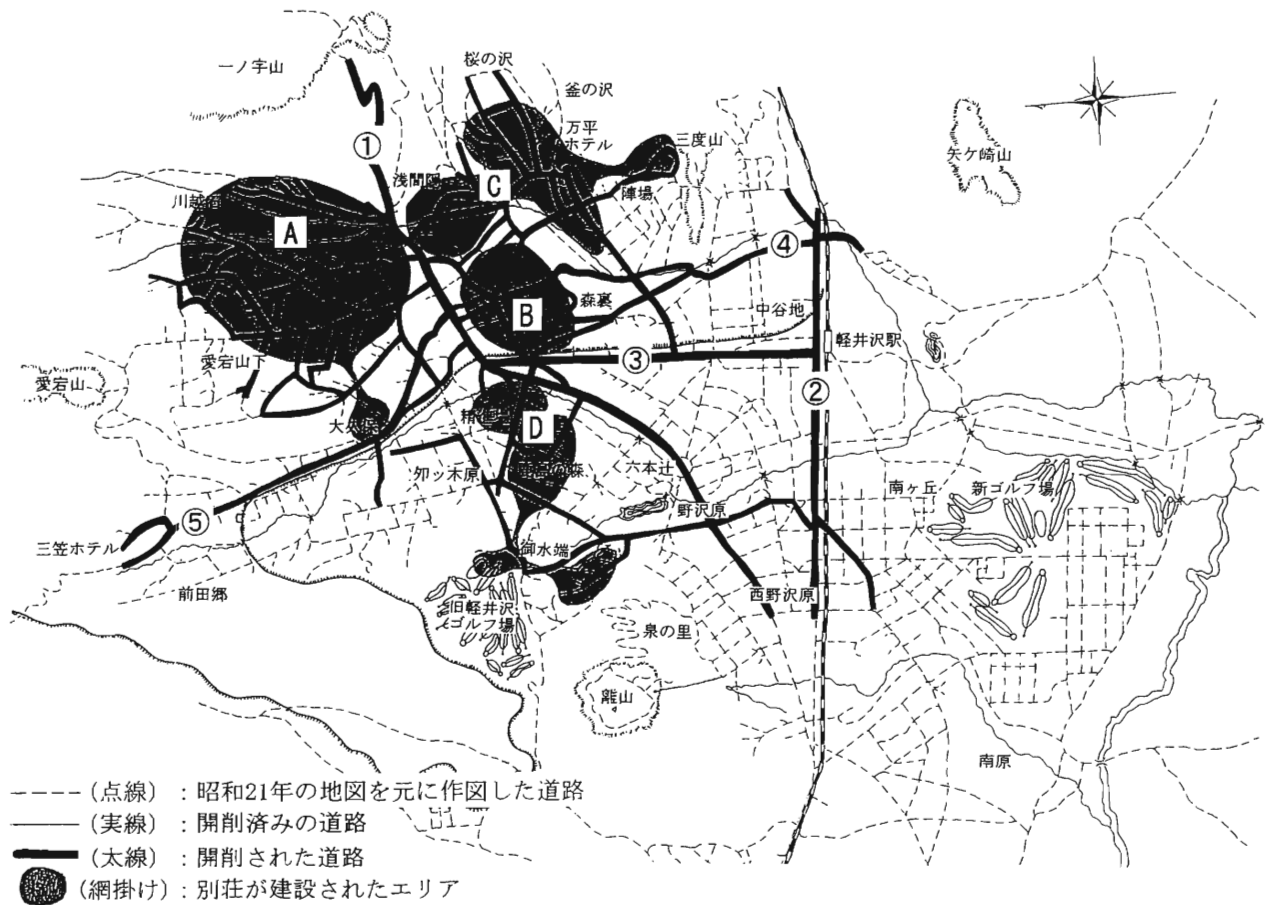 一ノ字山
桜の沢
釜の沢
万平
ホテル
三度山
矢ケ崎山
①
浅間隠
C
陣場
川越
A
④
B
森裏
中谷地
③
軽井沢駅
愛宕山下
愛宕山
②
大久保
精進
D
の森
六本辻
卯ッ木原
南ヶ丘
新ゴルフ場
野沢原
⑤
三笠ホテル
御水端
前田郷
旧軽井沢
ゴルフ場
西野沢原
泉の里
離山
南原
(点線):昭和21年の地図を元に作図した道路
(実線):開削済みの道路
(太線):開削された道路
(網掛け):別荘が建設されたエリア